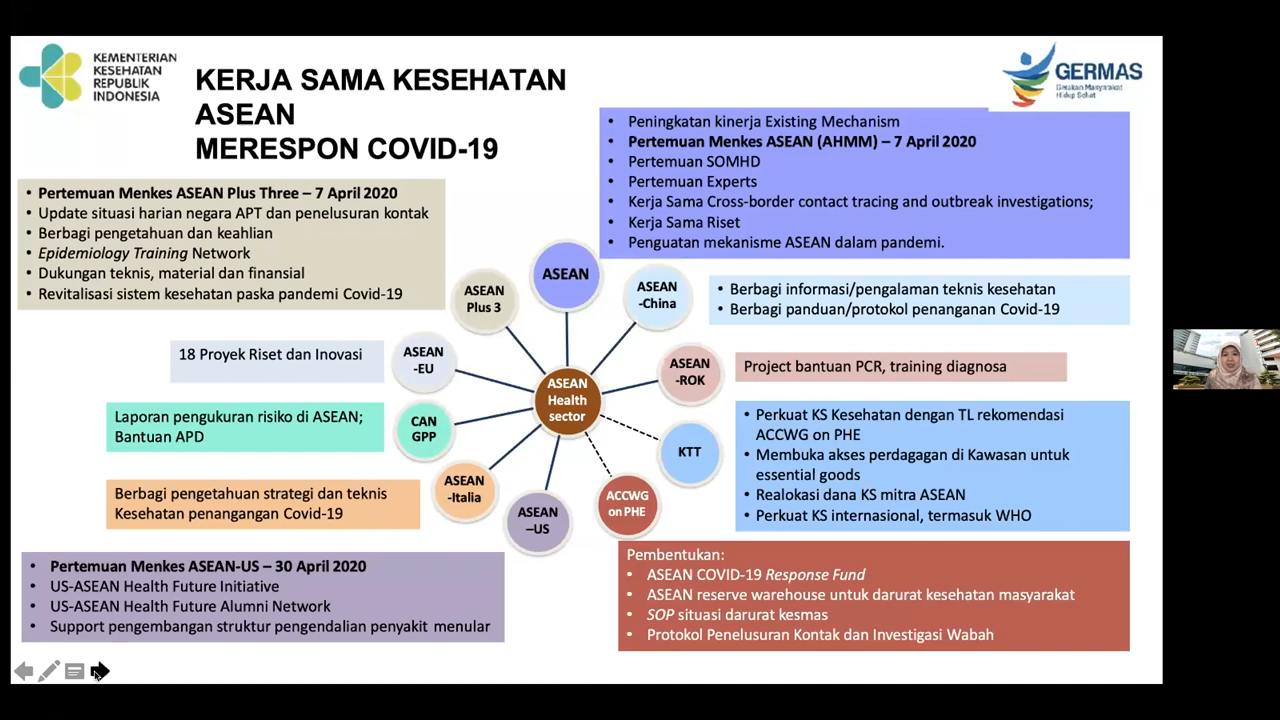 KEMENTERIAN
KESEHATAN
REPUBLIK
INDONESIA
KERJA SAMA KESEHATAN
ASEAN
MERESPON COVID-19
GERMAS
Gerakan Masyarakat
Hidup Sehat
• Peningkatan kinerja Existing Mechanism
• Pertemuan Menkes ASEAN (AHMM) – 7 April 2020
• Pertemuan SOMHD
• Pertemuan Experts
• Kerja Sama Cross-border contact tracing and outbreak investigations;
• Kerja Sama Riset
• Penguatan mekanisme ASEAN dalam pandemi.
• Pertemuan Menkes ASEAN Plus Three – 7 April 2020
• Update situasi harian negara APT dan penelusuran kontak
• Berbagi pengetahuan dan keahlian
• Epidemiology Training Network
• Dukungan teknis, material dan finansial
• Revitalisasi sistem kesehatan paska pandemi Covid-19
ASEAN
Plus 3
ASEAN
ASEAN
-China
• Berbagi informasi/pengalaman teknis kesehatan
• Berbagi panduan/protokol penanganan Covid-19
18 Proyek Riset dan Inovasi
ASEAN
-EU
ASEAN
Health
sector
ASEAN
-ROK
Project bantuan PCR, training diagnosa
Laporan pengukuran risiko di ASEAN;
Bantuan APD
CAN
GPP
KTT
• Perkuat KS Kesehatan dengan TL rekomendasi
ACCWG on PHE
• Membuka akses perdagagan di Kawasan untuk
essential goods
• Realokasi dana KS mitra ASEAN
• Perkuat KS internasional, termasuk WHO
Berbagi pengetahuan strategi dan teknis
Kesehatan penangangan Covid-19
ASEAN
-Italia
ASEAN
–US
ACCWG
on PHE
• Pertemuan Menkes ASEAN-US – 30 April 2020
• US-ASEAN Health Future Initiative
• US-ASEAN Health Future Alumni Network
• Support pengembangan struktur pengendalian penyakit menular
Pembentukan:
• ASEAN COVID-19 Response Fund
• ASEAN reserve warehouse untuk darurat kesehatan masyarakat
• SOP situasi darurat kesmas
• Protokol Penelusuran Kontak dan Investigasi Wabah